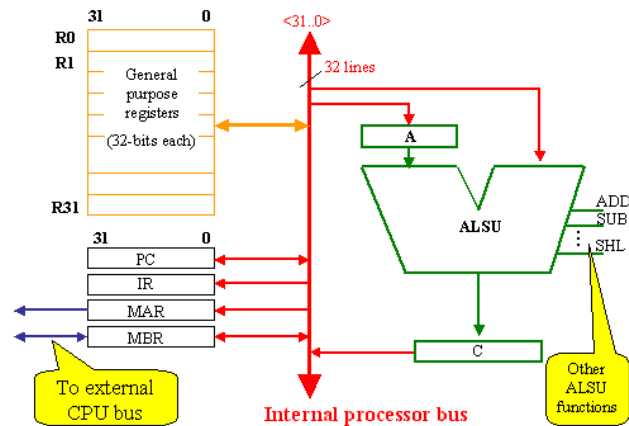 31 0
R0
R1
General
purpose
registers
(32-bits each)
R31
31 0
PC
IR
MAR
MBR
To external
CPU bus
<31..0>
32 lines
A
ALSU
ADD
SUB
⋮
SHL
C
Other
ALSU
functions
Internal processor bus